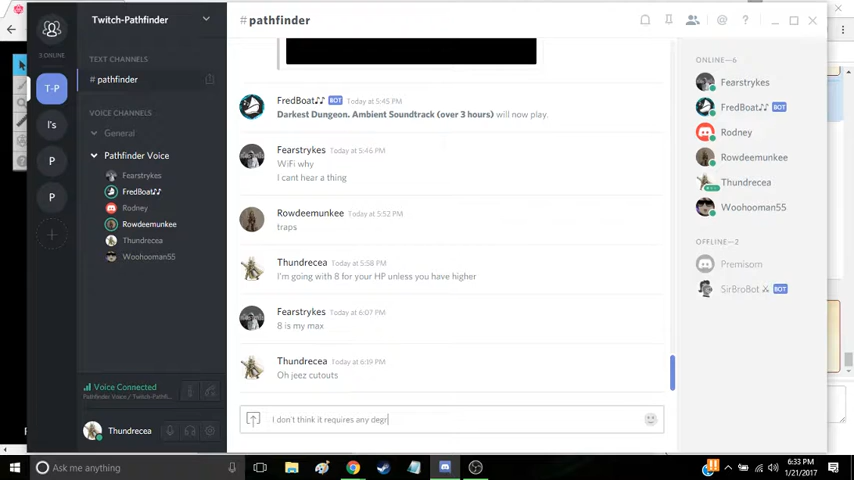 Twitch-Pathfinder
5 ONLINE
TEXT CHANNELS
# pathfinder
T-P
VOICE CHANNELS
I's
General
Pathfinder Voice
P
Fearstrykes
FredBoat♪♪
P
Rodney
Rowdeemunkee
Thundrecea
Woohooman55
Voice Connected
Pathfinder Voice / Twitch-Pathfi...
Thundrecea
# pathfinder
FredBoat♪♪ BOT Today at 5:45 PM
Darkest Dungeon. Ambient Soundtrack (over 3 hours) will now play.
Fearstrykes Today at 5:46 PM
WiFi why
I cant hear a thing
Rowdeemunkee Today at 5:52 PM
traps
Thundrecea Today at 5:58 PM
I'm going with 8 for your HP unless you have higher
Fearstrykes Today at 6:07 PM
8 is my max
Thundrecea Today at 6:19 PM
Oh jeez cutouts
I don't think it requires any degr
ONLINE—6
Fearstrykes
FredBoat♪♪ BOT
Rodney
Rowdeemunkee
Thundrecea
Woohooman55
OFFLINE—2
Premisom
SirBroBot ⚔ BOT
Ask me anything
6:33 PM
1/21/2017